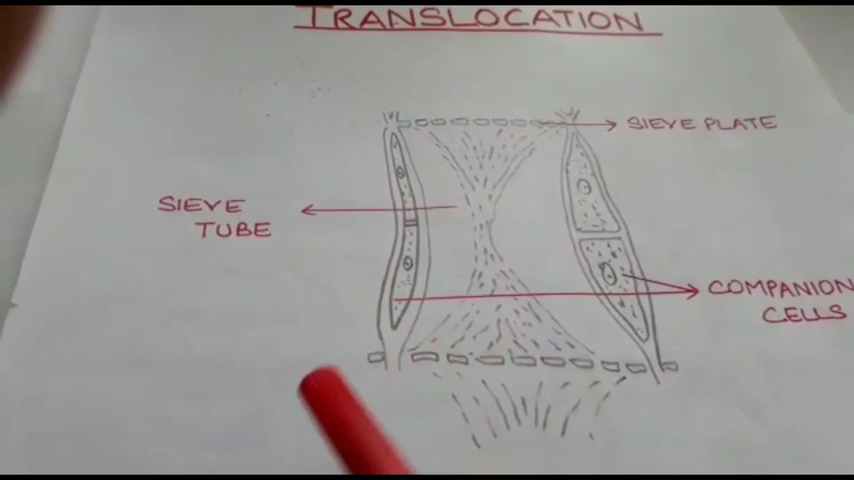 TRANSLOCATION
SIEVE PLATE
SIEVE
TUBE
COMPANION
CELLS